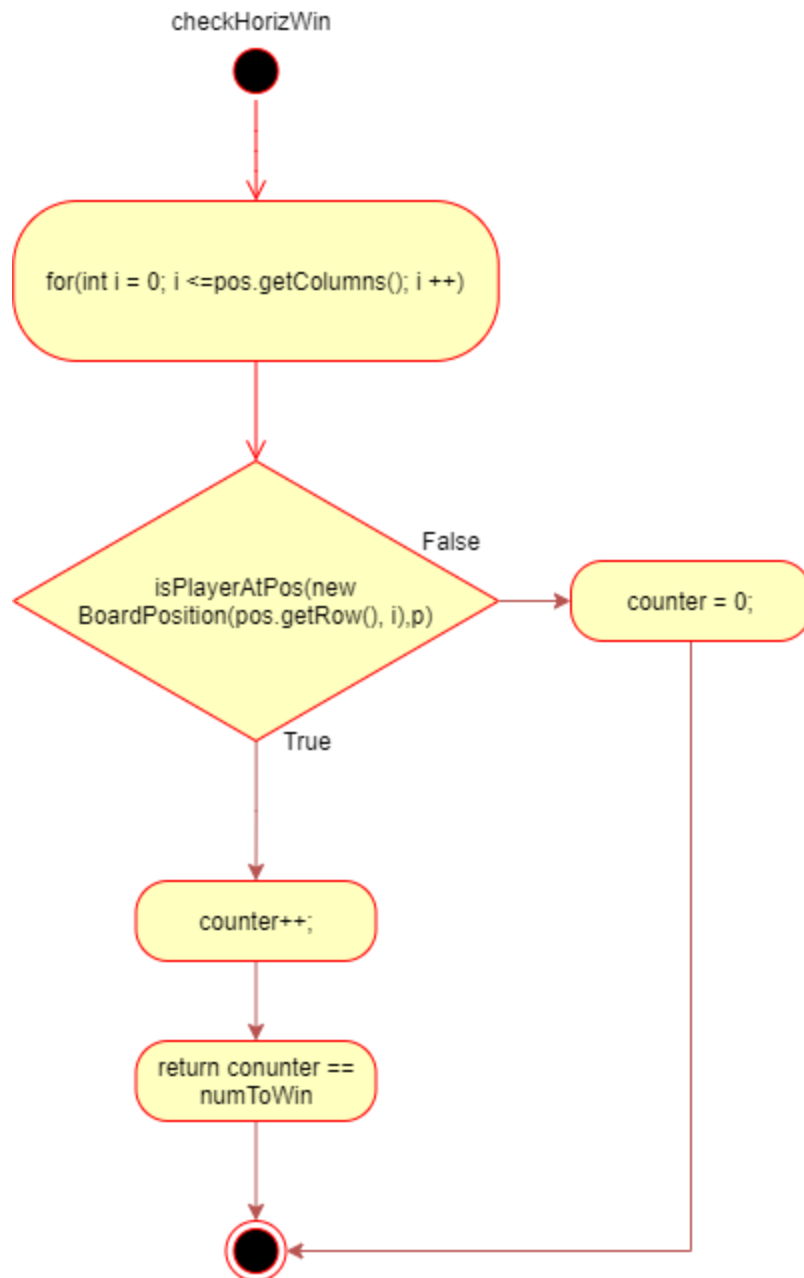 checkHorizWin
for(int i = 0; i <=pos.getColumns(); i ++)
False
isPlayerAtPos(new
BoardPosition(pos.getRow(), i),p)
counter = 0;
True
counter++;
return conunter ==
numToWin